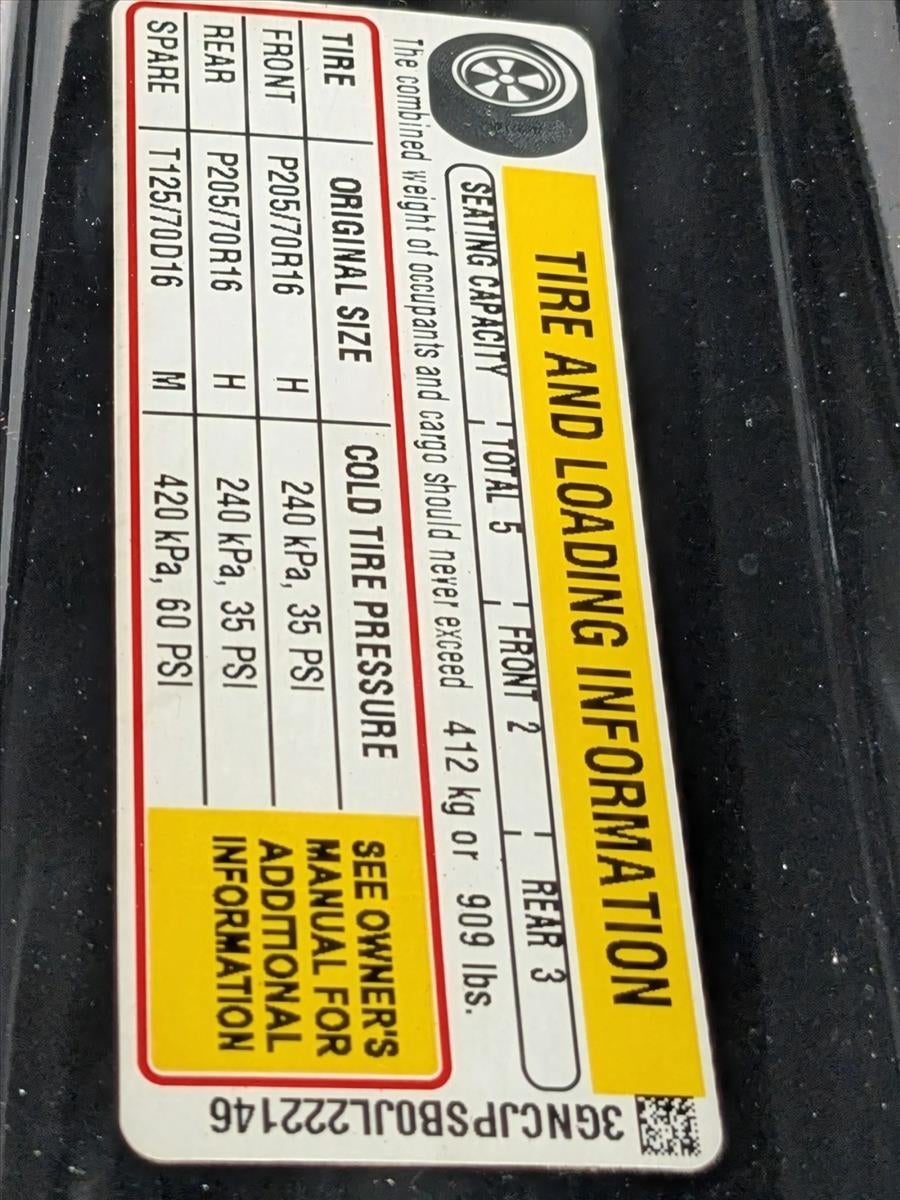 TIRE AND LOADING INFORMATION
SEATING CAPACITY TOTAL 5 FRONT 2 REAR 3
The combined weight of occupants and cargo should never exceed 412 kg or 909 lbs.
TIRE ORIGINAL SIZE COLD TIRE PRESSURE
FRONT P205/70R16 H 240 kPa, 35 PSI
REAR P205/70R16 H 240 kPa, 35 PSI
SPARE T125/70D16 M 420 kPa, 60 PSI
SEE OWNER'S
MANUAL FOR
ADDITIONAL
INFORMATION
3GNCJPSB0JL222146